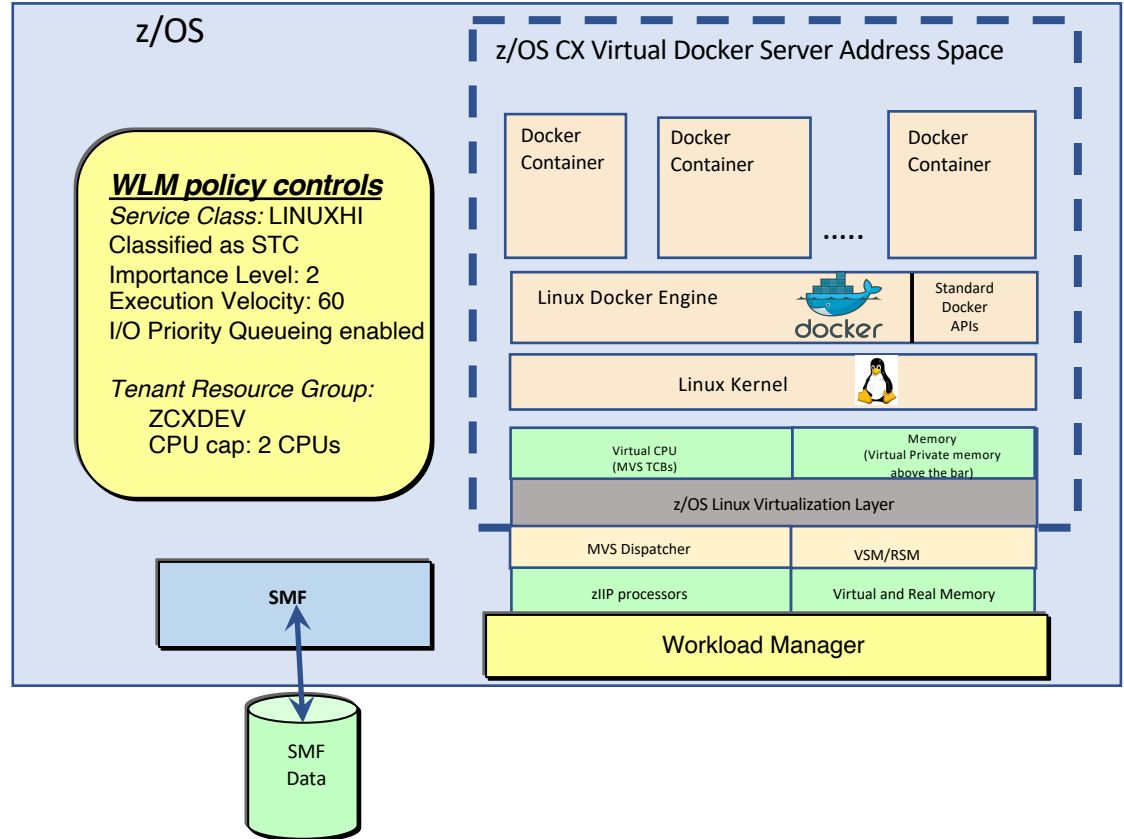 z/OS
z/OS CX Virtual Docker Server Address Space
Docker
Container
Docker
Container
Docker
Container
.....
WLM policy controls
Service Class: LINUXHI
Classified as STC
Importance Level: 2
Execution Velocity: 60
I/O Priority Queueing enabled
Tenant Resource Group:
ZCXDEV
CPU cap: 2 CPUs
Linux Docker Engine
docker
Standard
Docker
APIs
Linux Kernel
Virtual CPU
(MVS TCBs)
Memory
(Virtual Private memory
above the bar)
z/OS Linux Virtualization Layer
MVS Dispatcher
VSM/RSM
zIIP processors
Virtual and Real Memory
Workload Manager
SMF
SMF
Data